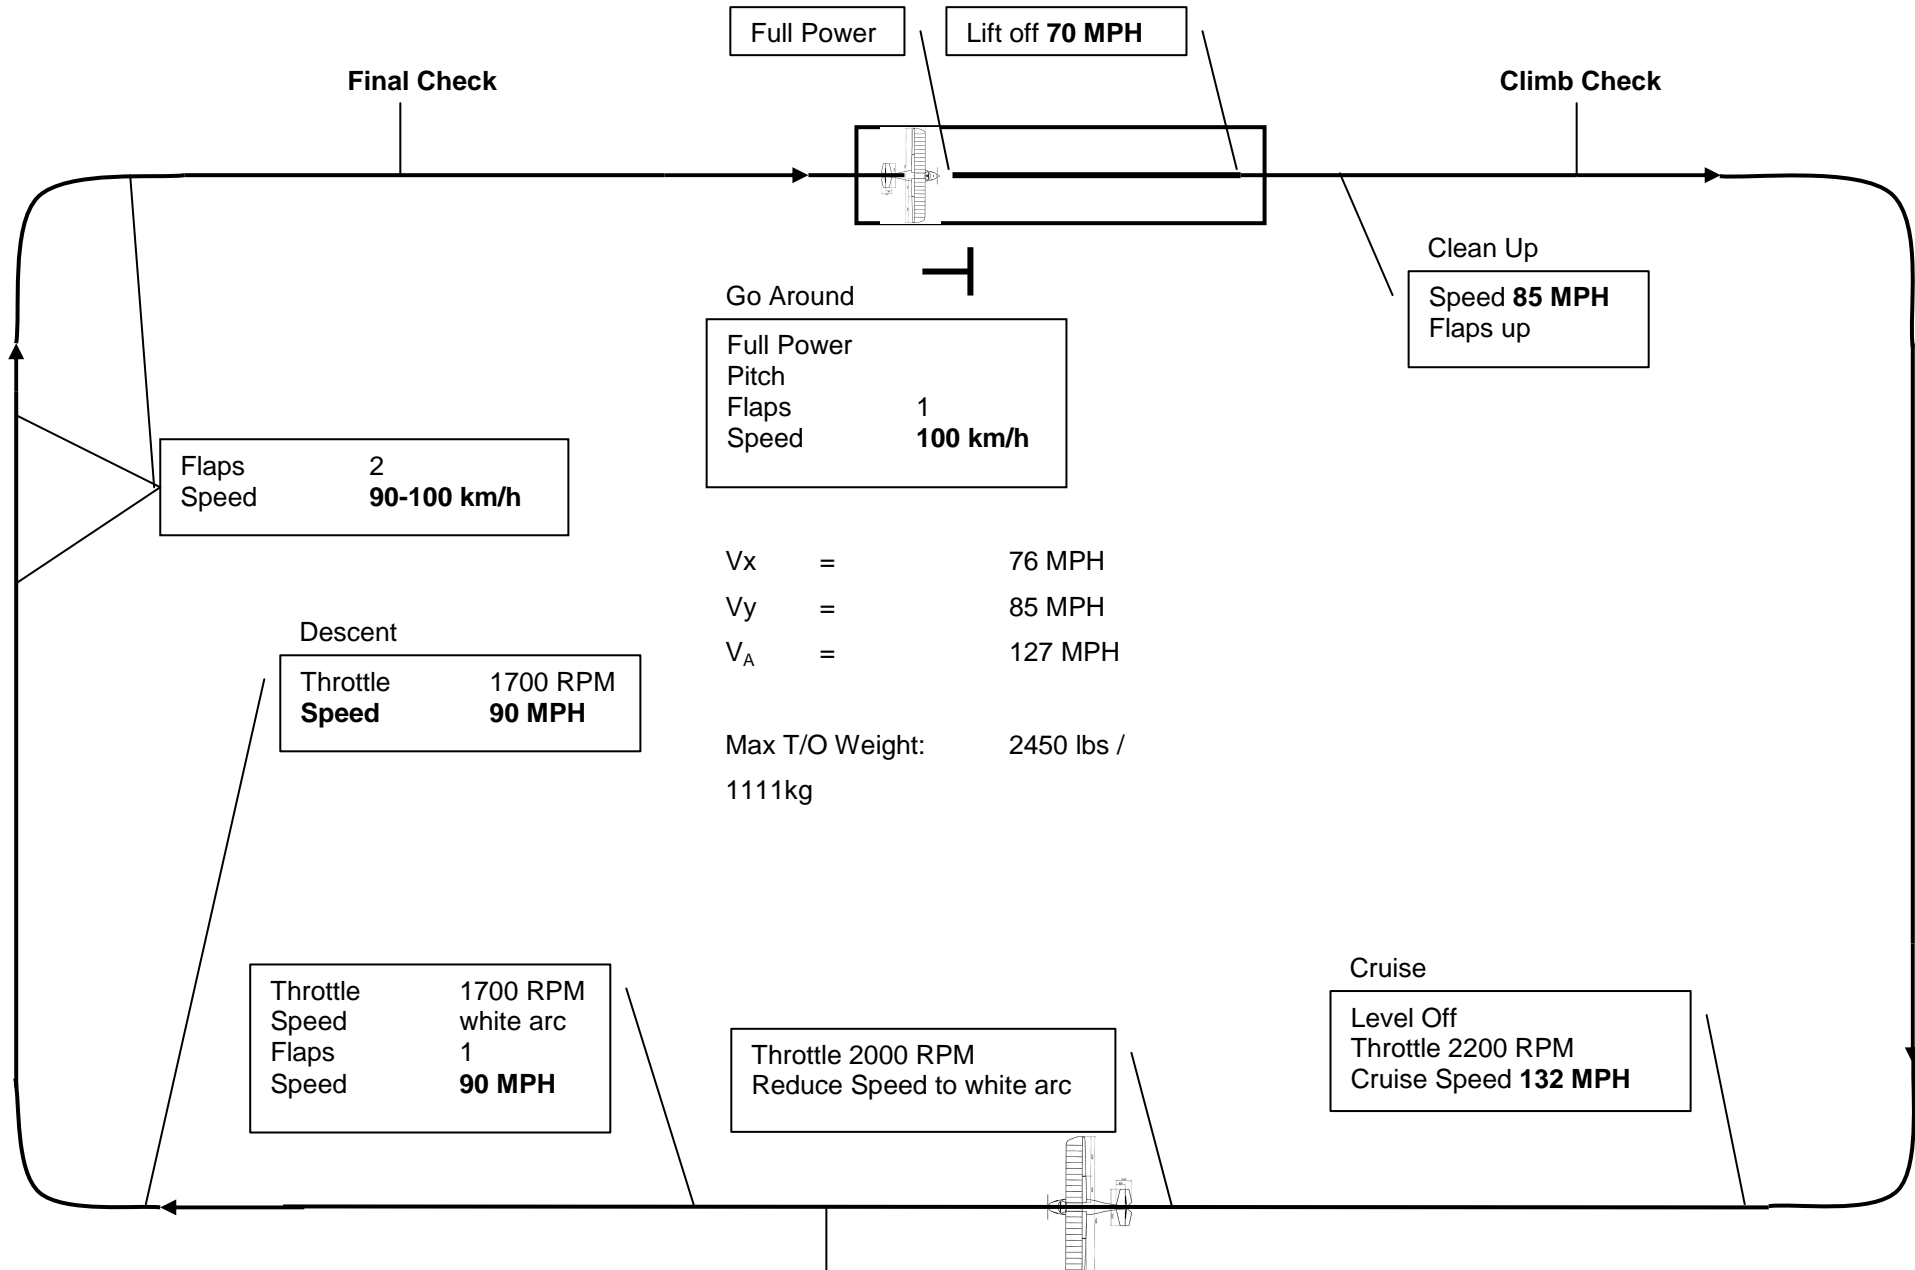 Full Power
Lift off 70 MPH
Final Check
Climb Check
Clean Up
Speed 85 MPH
Flaps up
Go Around
Full Power
Pitch
Flaps 1
Speed 100 km/h
Flaps 2
Speed 90-100 km/h
Vx = 76 MPH
Vy = 85 MPH
VA = 127 MPH
Max T/O Weight: 2450 lbs /
1111kg
Descent
Throttle 1700 RPM
Speed 90 MPH
Throttle 1700 RPM
Speed white arc
Flaps 1
Speed 90 MPH
Throttle 2000 RPM
Reduce Speed to white arc
Cruise
Level Off
Throttle 2200 RPM
Cruise Speed 132 MPH